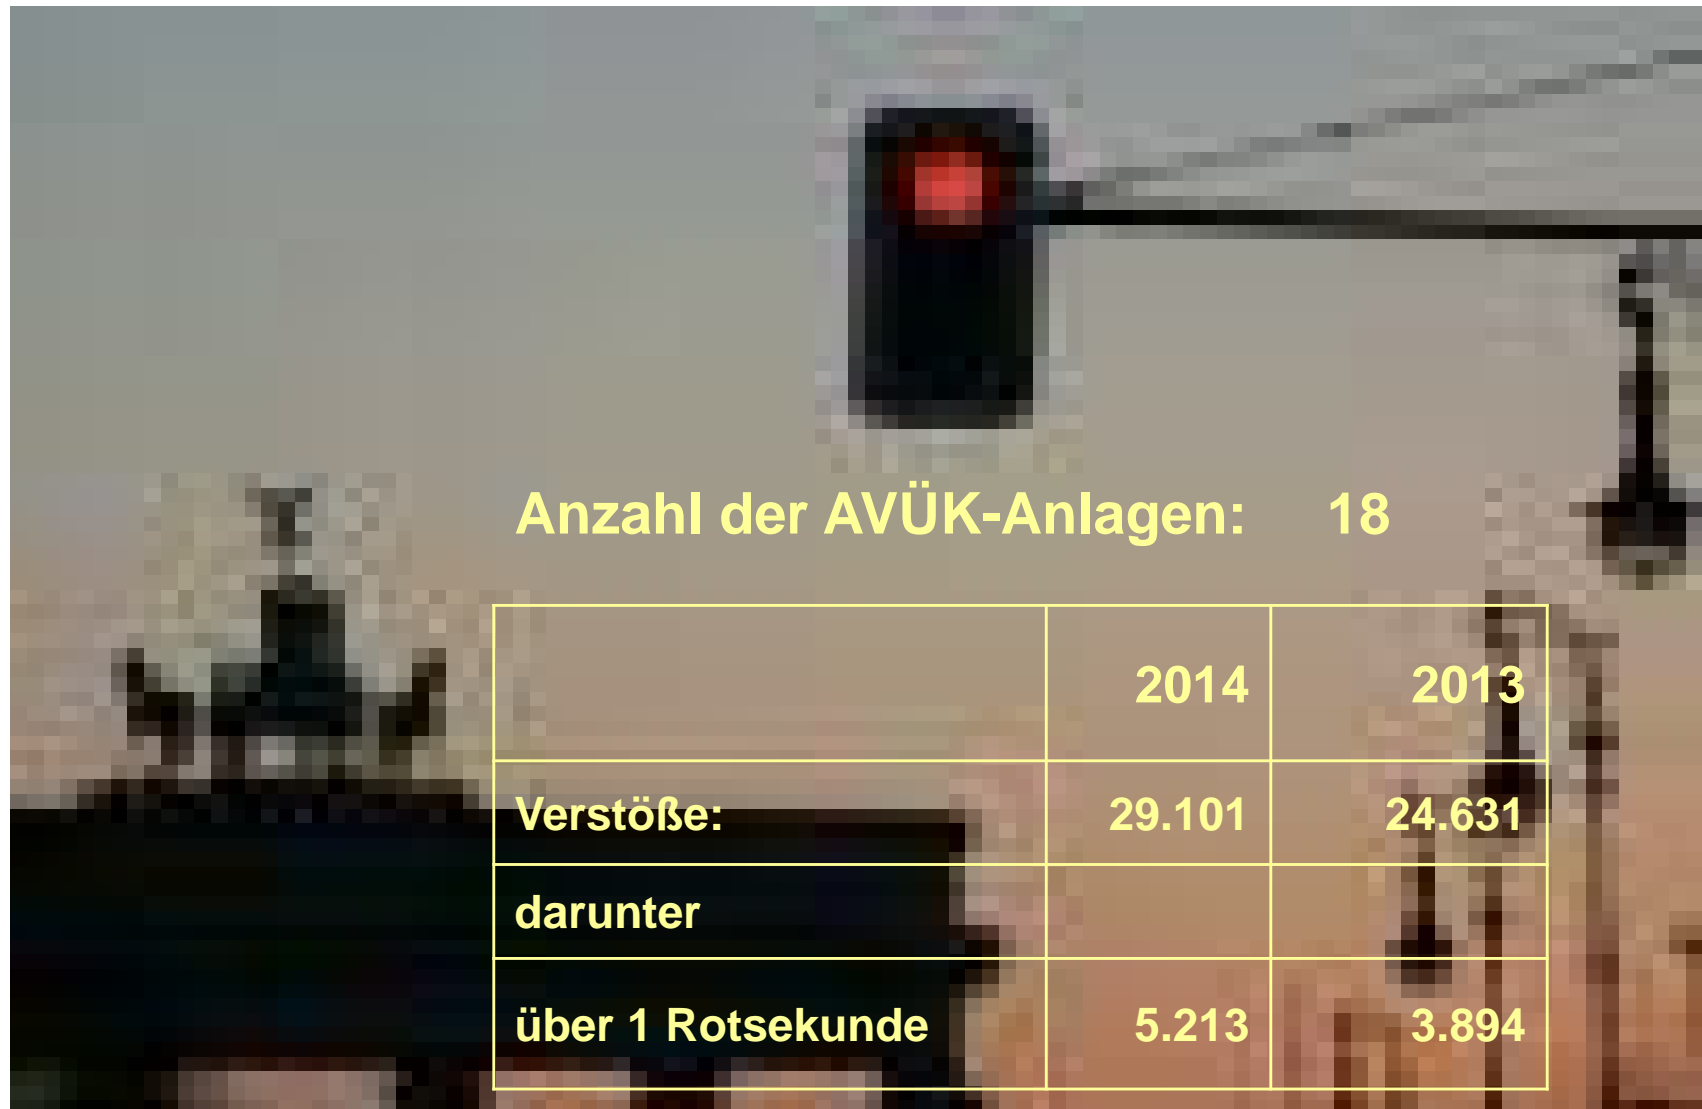 Anzahl der AVÜK-Anlagen: 18
2014 2013
Verstöße: 29.101 24.631
darunter
über 1 Rotsekunde 5.213 3.894